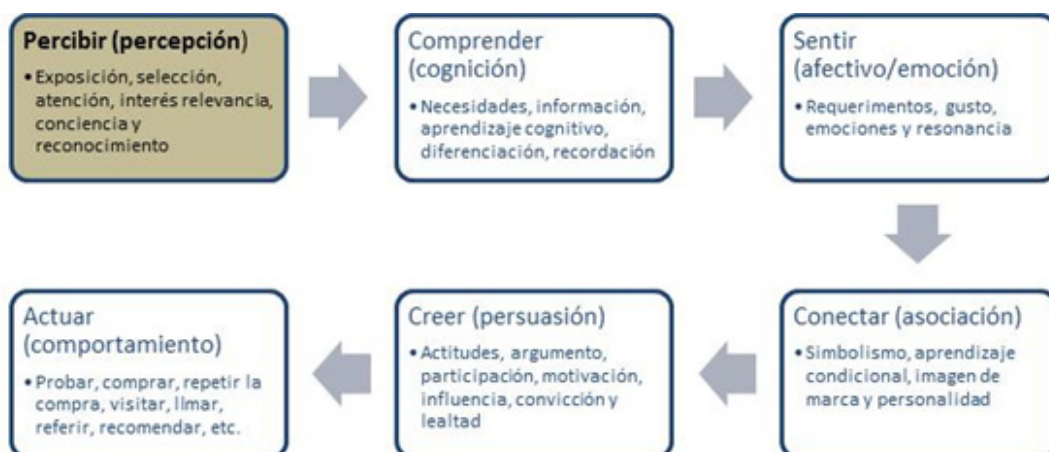 Percibir (percepción)
• Exposición, selección,
atención, interés relevancia,
conciencia y
reconocimiento
Comprender
(cognición)
• Necesidades, información,
aprendizaje cognitivo,
diferenciación, recordación
Sentir
(afectivo/emoción)
• Requerimentos, gusto,
emociones y resonancia
Conectar (asociación)
• Simbolismo, aprendizaje
condicional, imagen de
marca y personalidad
Creer (persuasión)
• Actitudes, argumento,
participación, motivación,
influencia, convicción y
lealtad
Actuar
(comportamiento)
• Probar, comprar, repetir la
compra, visitar, llmar,
referir, recomendar, etc.